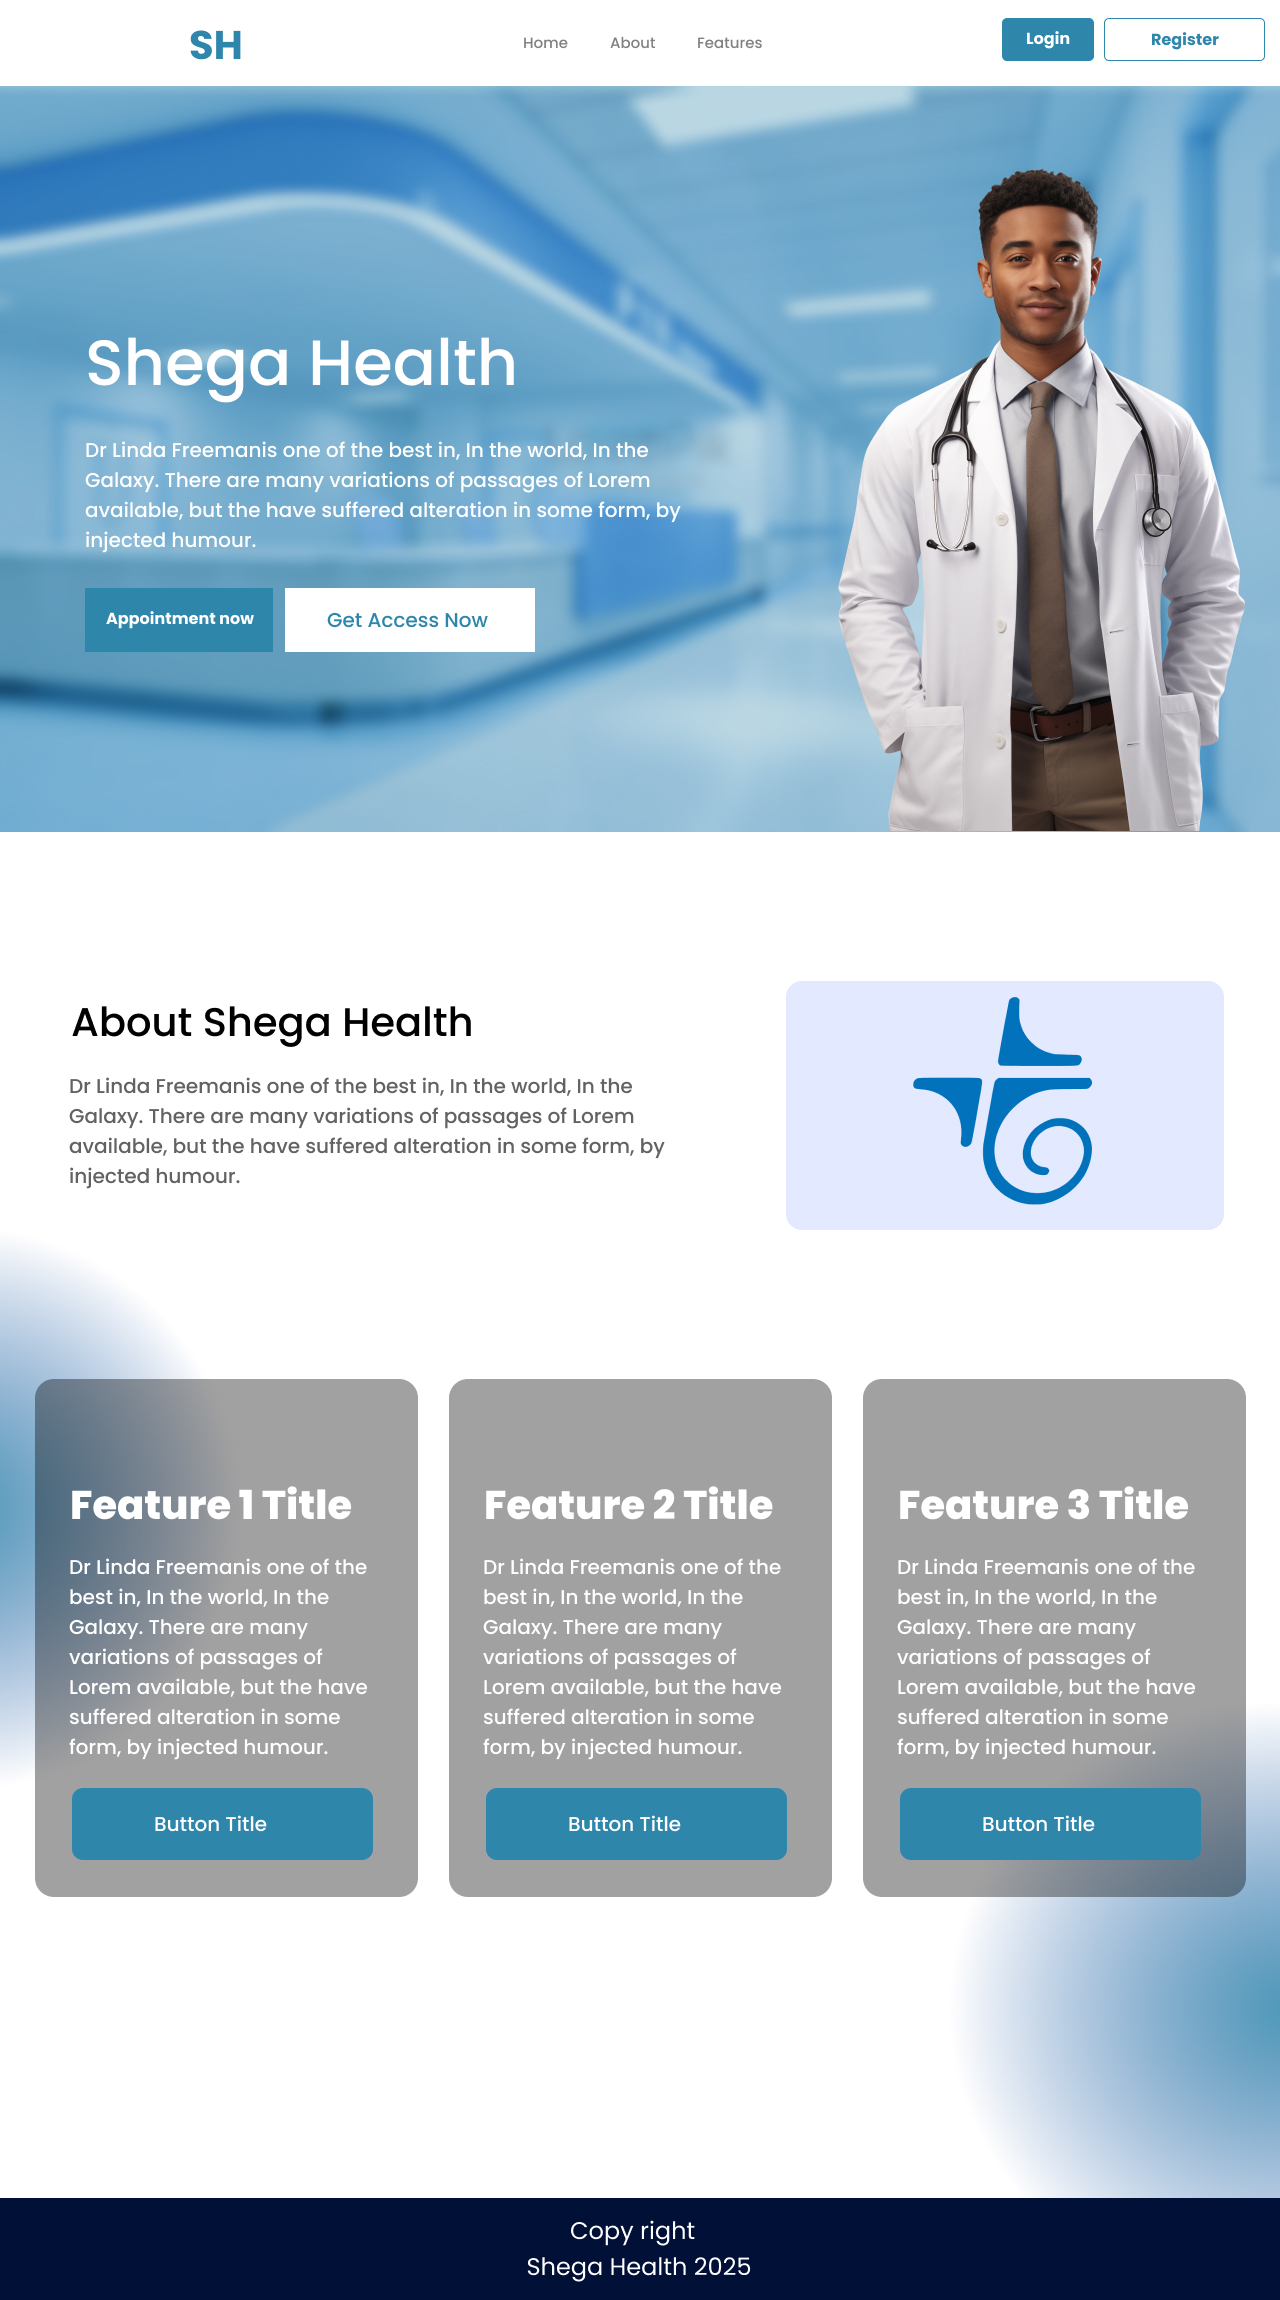 SH
Home
About
Features
Login
Register
Shega Health
Dr Linda Freemanis one of the best in, In the world, In the
Galaxy. There are many variations of passages of Lorem
available, but the have suffered alteration in some form, by
injected humour.
Appointment now
Get Access Now
About Shega Health
Dr Linda Freemanis one of the best in, In the world, In the
Galaxy. There are many variations of passages of Lorem
available, but the have suffered alteration in some form, by
injected humour.
Feature 1 Title
Dr Linda Freemanis one of the
best in, In the world, In the
Galaxy. There are many
variations of passages of
Lorem available, but the have
suffered alteration in some
form, by injected humour.
Button Title
Feature 2 Title
Dr Linda Freemanis one of the
best in, In the world, In the
Galaxy. There are many
variations of passages of
Lorem available, but the have
suffered alteration in some
form, by injected humour.
Button Title
Feature 3 Title
Dr Linda Freemanis one of the
best in, In the world, In the
Galaxy. There are many
variations of passages of
Lorem available, but the have
suffered alteration in some
form, by injected humour.
Button Title
Copy right
Shega Health 2025